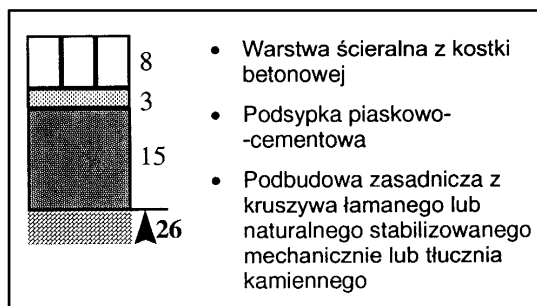 8
3
15
26
• Warstwa ścieralna z kostki
betonowej
• Podsypka piaskowo-
-cementowa
• Podbudowa zasadnicza z
kruszywa łamanego lub
naturalnego stabilizowanego
mechanicznie lub tłucznia
kamiennego